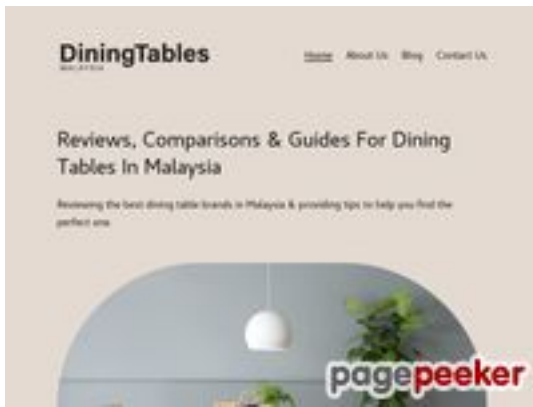 DiningTables
MALAYSIA
Home About Us Blog Contact Us
Reviews, Comparisons & Guides For Dining
Tables In Malaysia
Reviewing the best dining table brands in Malaysia & providing tips to help you find the
perfect one.
pagepeeker